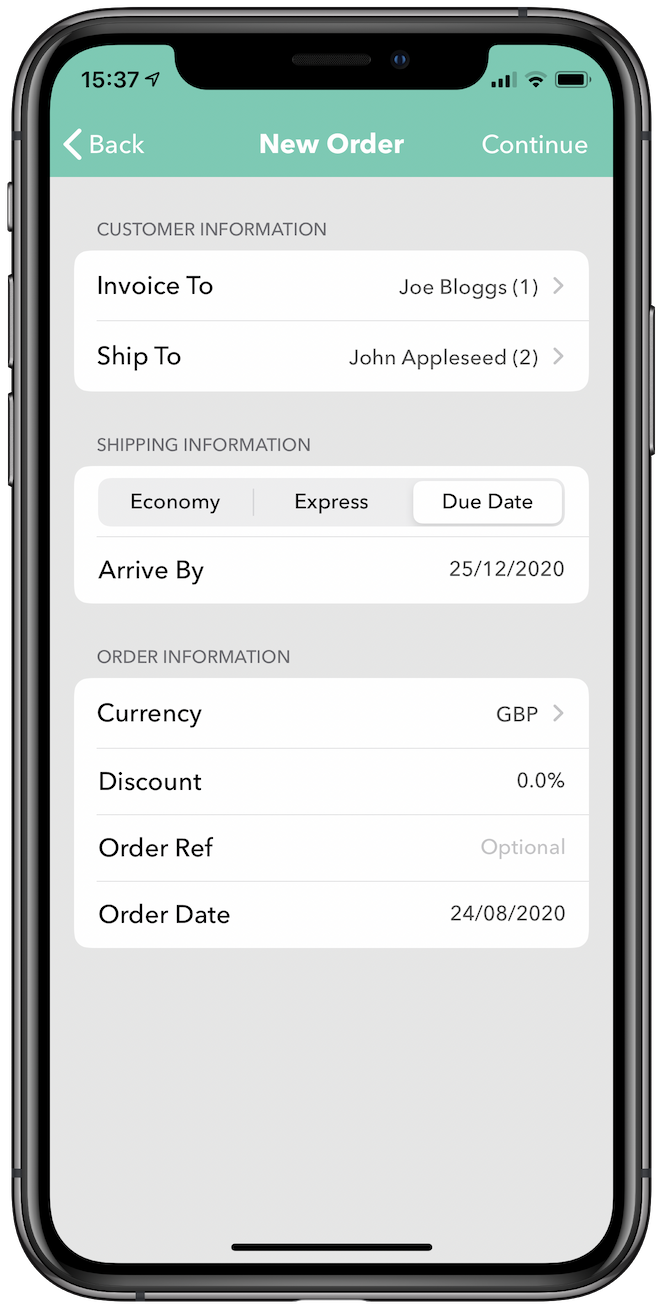 15:37
Back New Order Continue
CUSTOMER INFORMATION
Invoice To Joe Bloggs (1)
Ship To John Appleseed (2)
SHIPPING INFORMATION
Economy Express Due Date
Arrive By 25/12/2020
ORDER INFORMATION
Currency GBP
Discount 0.0%
Order Ref Optional
Order Date 24/08/2020